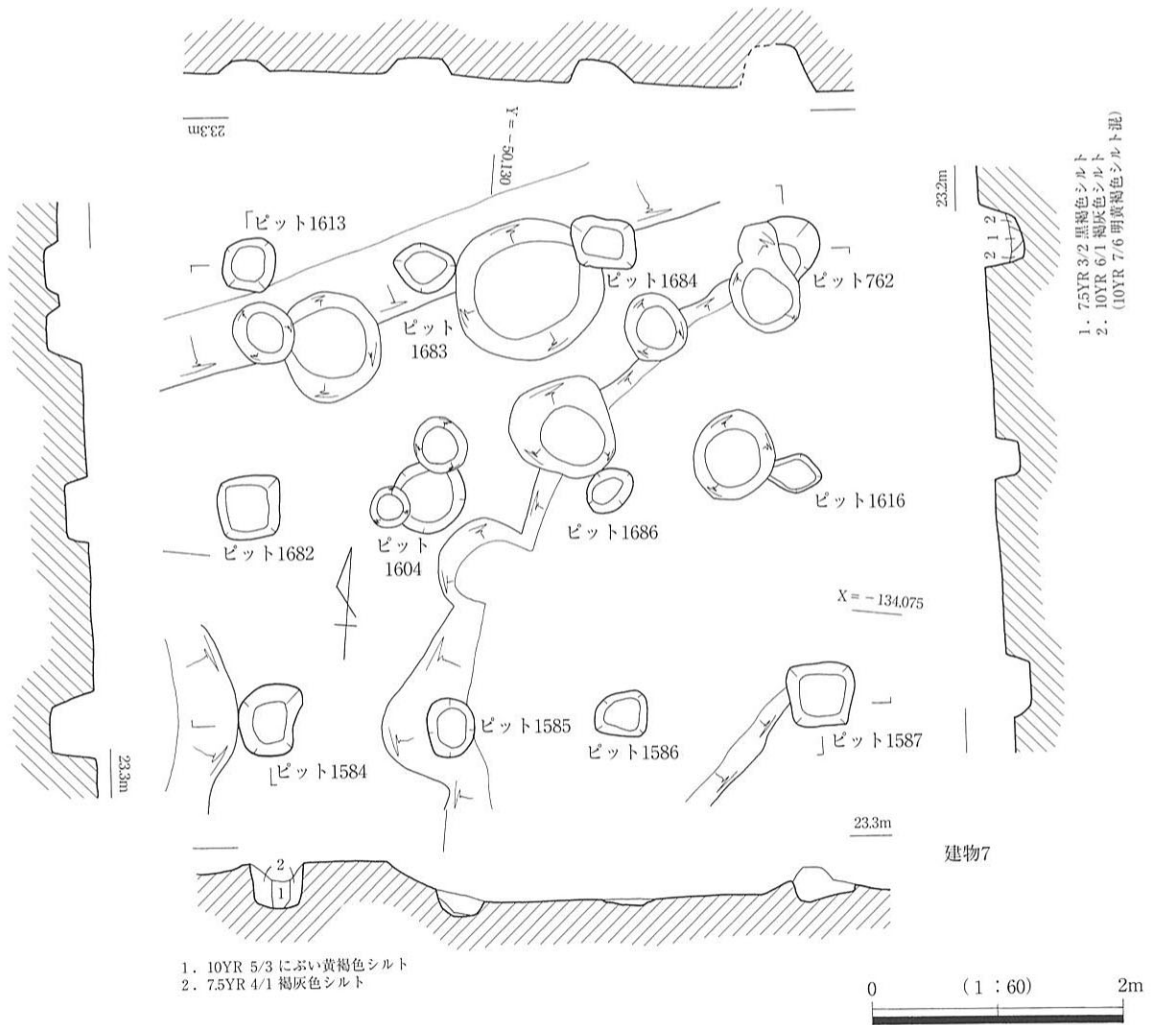 23.3m
Y = −50,130
23.2m
1．7.5YR 3/2 黒褐色シルト
2．10YR 6/1 褐灰色シルト
(10YR 7/6 明黄褐色シルト混)
2
1
2
ピット1613
ピット1684
ピット762
ピット
1683
ピット1682
ピット
1604
ピット1686
ピット1616
X = −134,075
ピット1584
ピット1585
ピット1586
ピット1587
23.3m
23.3m
建物7
2
1
1．10YR 5/3 にぶい黄褐色シルト
2．7.5YR 4/1 褐灰色シルト
0 (1：60) 2m